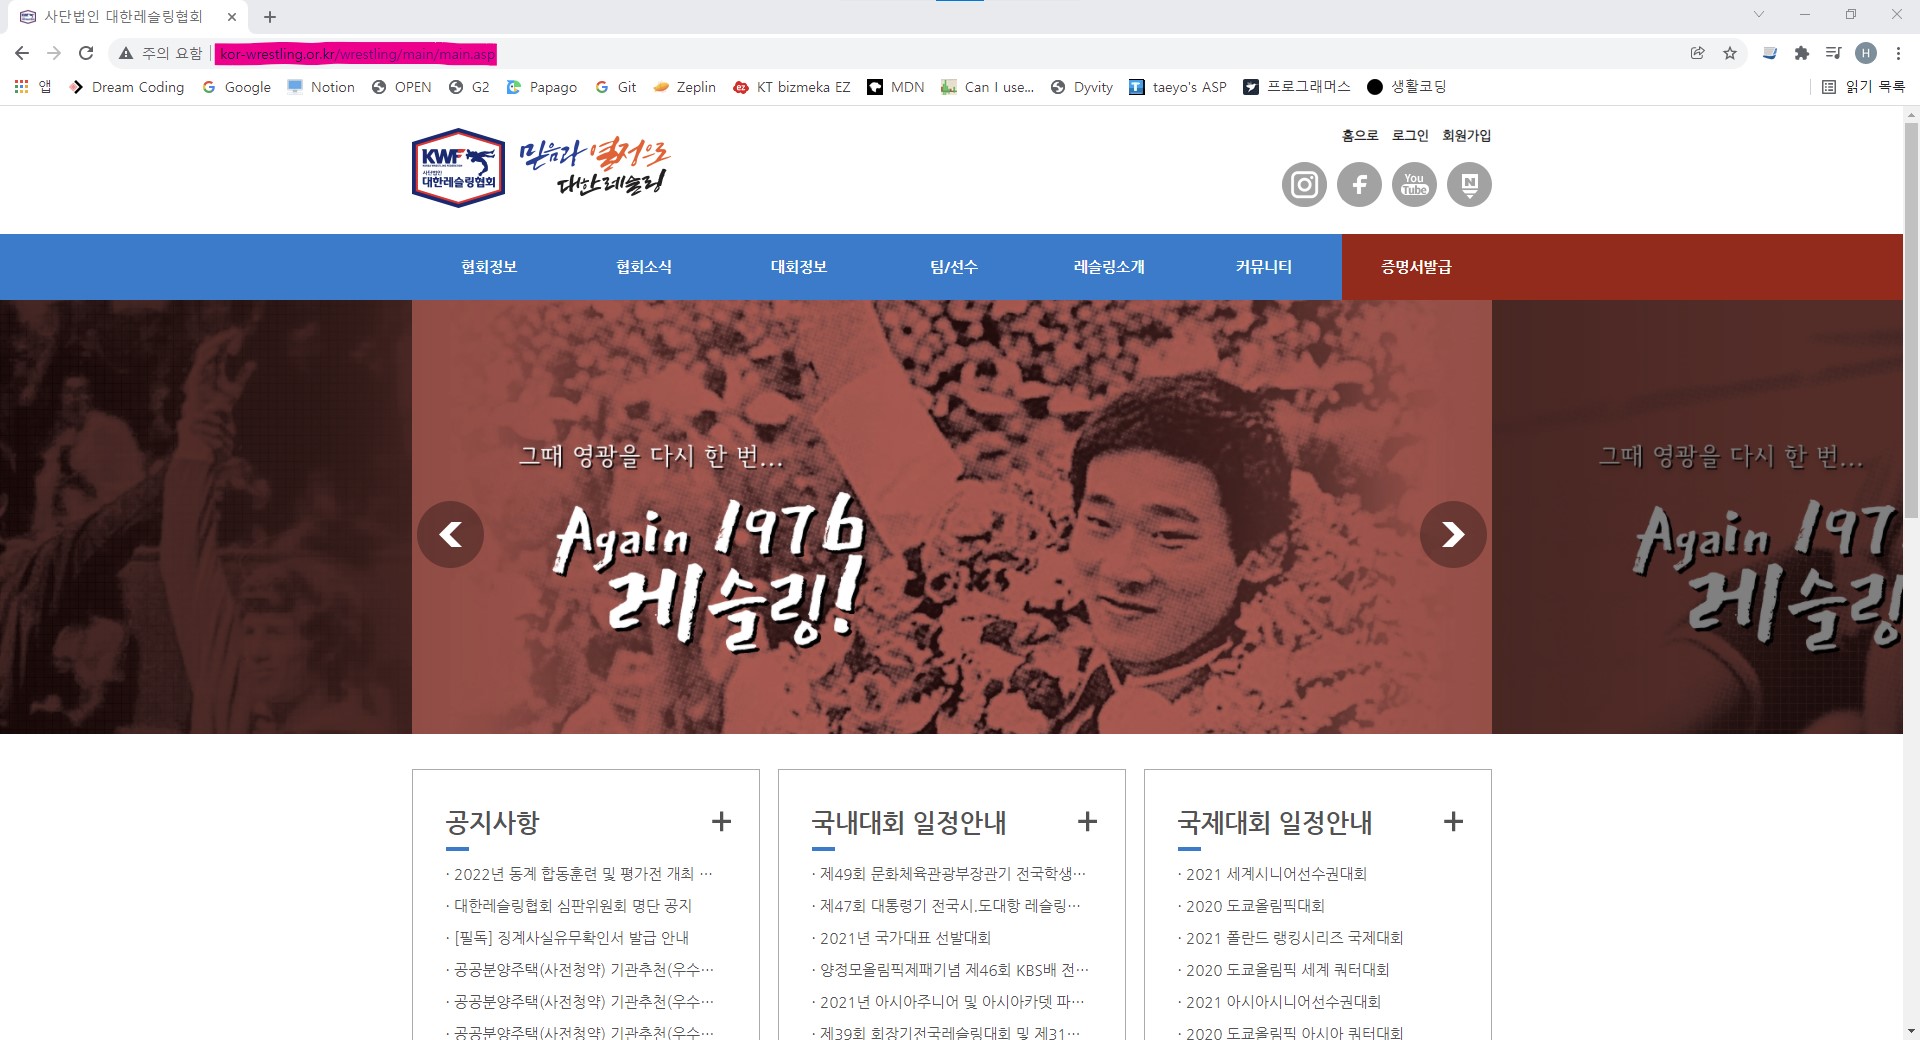 사단법인 대한레슬링협회
주의 요함 kor-wrestling.or.kr/wrestling/main/main.asp
H
앱 Dream Coding Google Notion OPEN G2 Papago Git Zeplin KT bizmeka EZ MDN Can I use... Dyvity taeyo's ASP 프로그래머스 생활코딩 읽기 목록
홈으로 로그인 회원가입
KWF
사단법인
대한레슬링협회
믿음과 열정으로
대한레슬링
You
Tube
N
협회정보 협회소식 대회정보 팀/선수 레슬링소개 커뮤니티 증명서발급
그때 영광을 다시 한 번...
Again 1976
레슬링!
그때 영광을 다시 한 번...
Again 197
레슬링
공지사항
· 2022년 동계 합동훈련 및 평가전 개최 …
· 대한레슬링협회 심판위원회 명단 공지
· [필독] 징계사실유무확인서 발급 안내
· 공공분양주택(사전청약) 기관추천(우수…
· 공공분양주택(사전청약) 기관추천(우수…
· 공공분양주택(사전청약) 기관추천(우수…
국내대회 일정안내
· 제49회 문화체육관광부장관기 전국학생…
· 제47회 대통령기 전국시.도대항 레슬링…
· 2021년 국가대표 선발대회
· 양정모올림픽제패기념 제46회 KBS배 전…
· 2021년 아시아주니어 및 아시아카뎃 파…
· 제39회 회장기전국레슬링대회 및 제31…
국제대회 일정안내
· 2021 세계시니어선수권대회
· 2020 도쿄올림픽대회
· 2021 폴란드 랭킹시리즈 국제대회
· 2020 도쿄올림픽 세계 쿼터대회
· 2021 아시아시니어선수권대회
· 2020 도쿄올림픽 아시아 쿼터대회